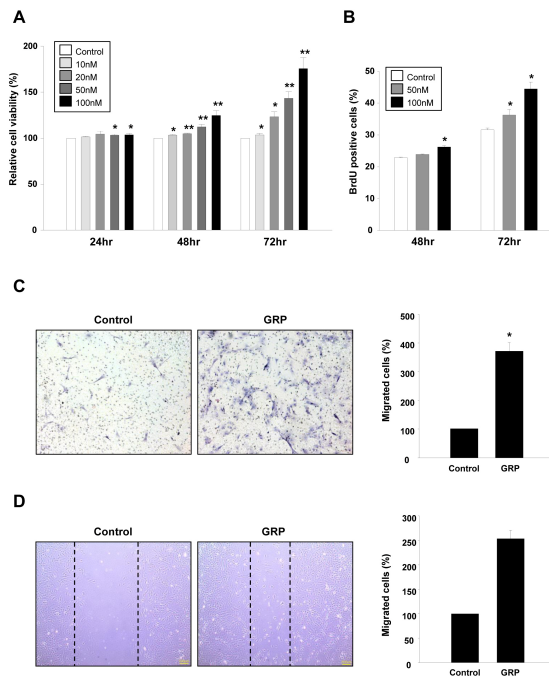 A
Relative cell viability (%)
200
150
100
50
0
Control
10nM
20nM
50nM
100nM
* *
* ** ** **
* * ** **
24hr 48hr 72hr
B
BrdU positive cells (%)
50
40
30
20
10
0
Control
50nM
100nM
*
* *
48hr 72hr
C
Control GRP
Migrated cells (%)
500
400
300
200
100
0
*
Control GRP
D
Control GRP
Migrated cells (%)
300
250
200
150
100
50
0
Control GRP